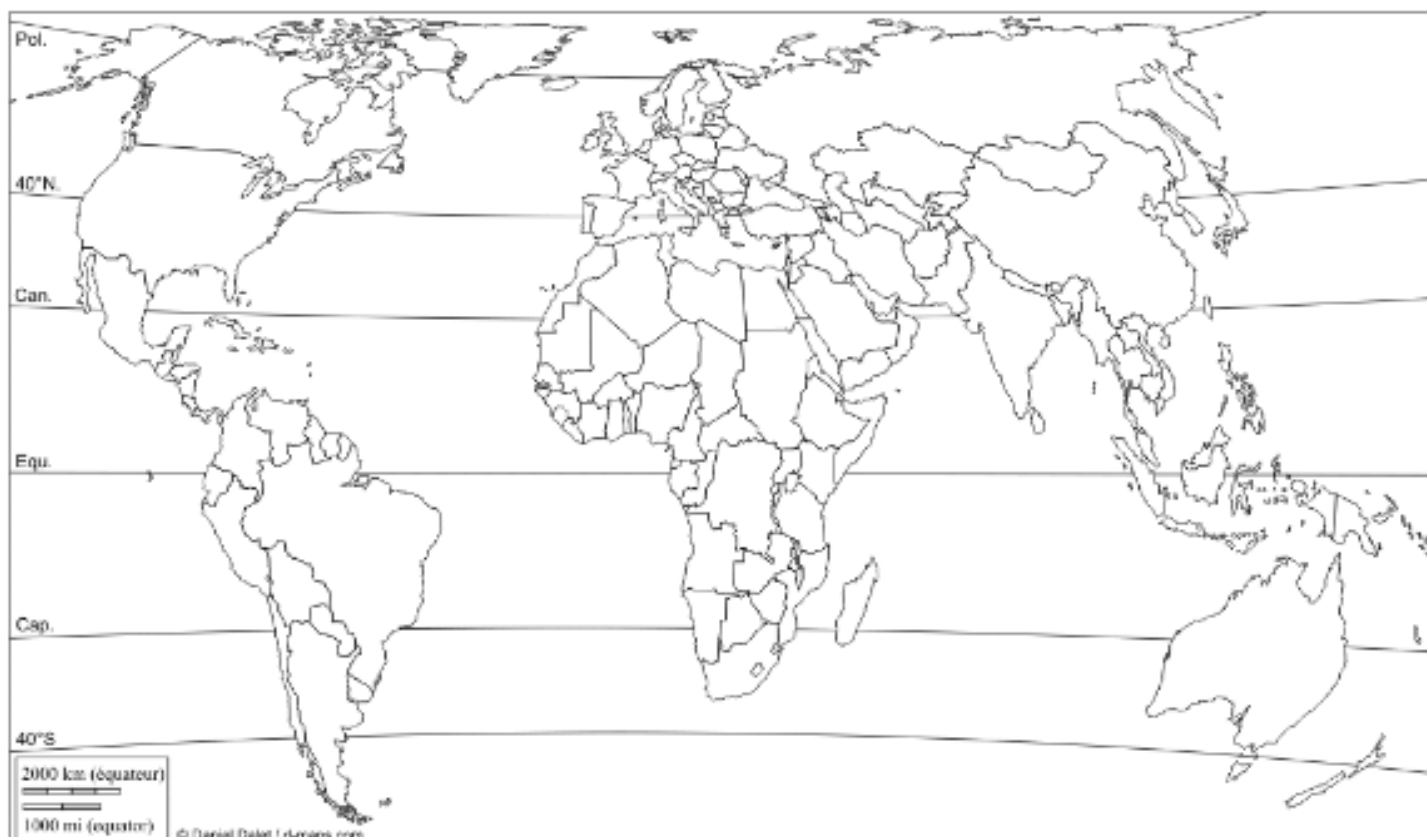 Pol.
40°N.
Can.
Equ.
Cap.
40°S
2000 km (équateur)
1000 mi (equator)
© Daniel Dalet / d-maps.com